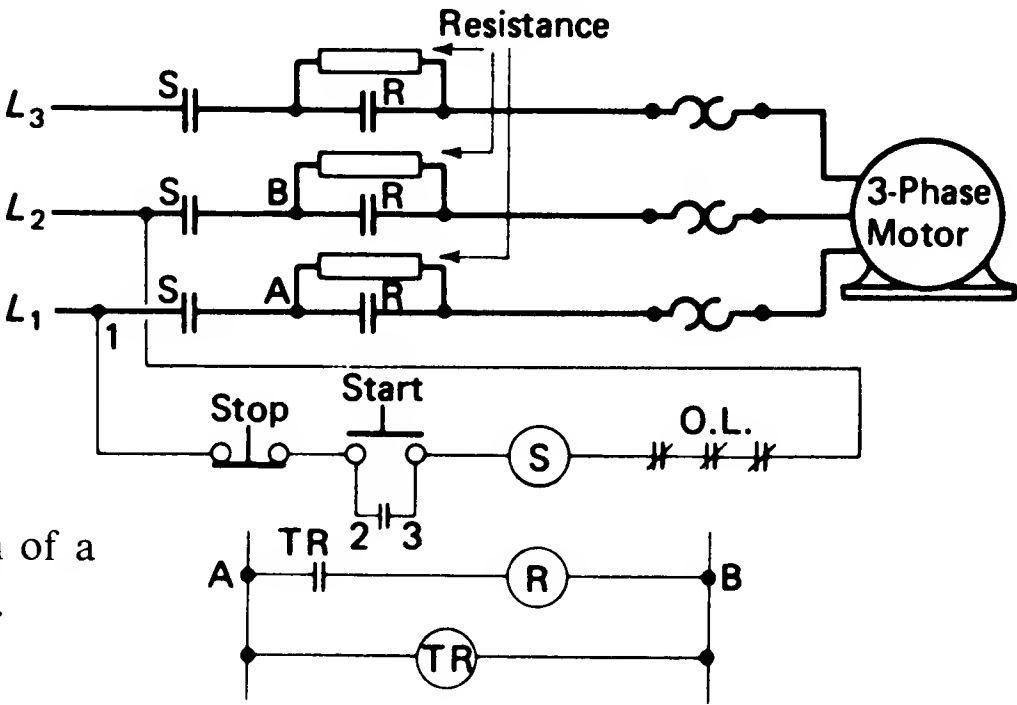 Resistance
L3 S R
L2 S B R
3-Phase
Motor
L1 S A R
1
Start
Stop
O.L.
S
2 3
of a
TR
A R B
TR